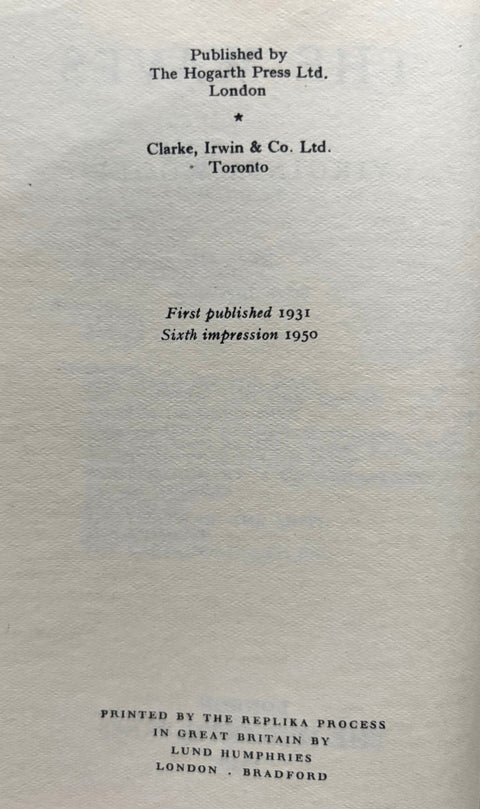 Published by
The Hogarth Press Ltd.
London
★
Clarke, Irwin & Co. Ltd.
Toronto
First published 1931
Sixth impression 1950
PRINTED BY THE REPLIKA PROCESS
IN GREAT BRITAIN BY
LUND HUMPHRIES
LONDON . BRADFORD